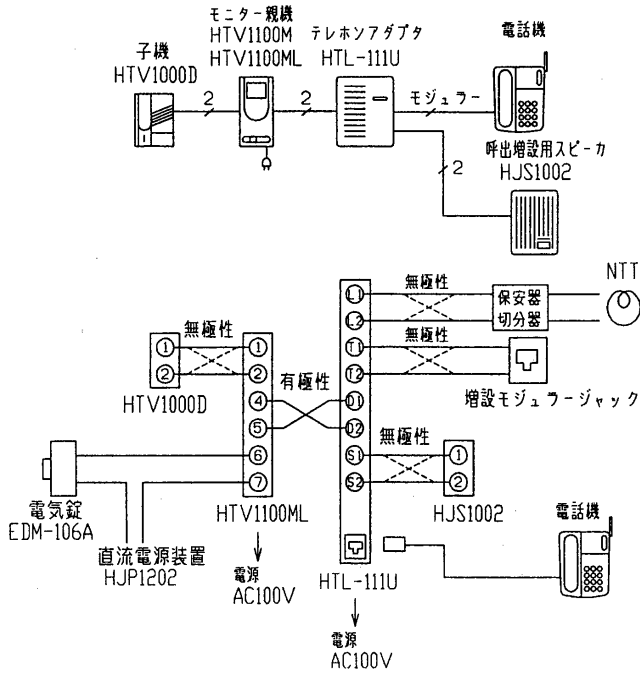 モニター親機
HTV1100M
HTV1100ML
テレホンアダプタ
HTL-111U
電話機
子機
HTV1000D
2
2
モジュラー
呼出増設用スピーカ
HJS1002
2
NTT
L1
無極性
保安器
L2
切分器
T1
無極性
T2
増設モジュラージャック
無極性
1
1
2
2
HTV1000D
有極性
4
D1
5
D2
無極性
6
S1
1
7
S2
2
電気錠
EDM-106A
HTV1100ML
HJS1002
電話機
直流電源装置
HJP1202
電源
AC100V
HTL-111U
電源
AC100V